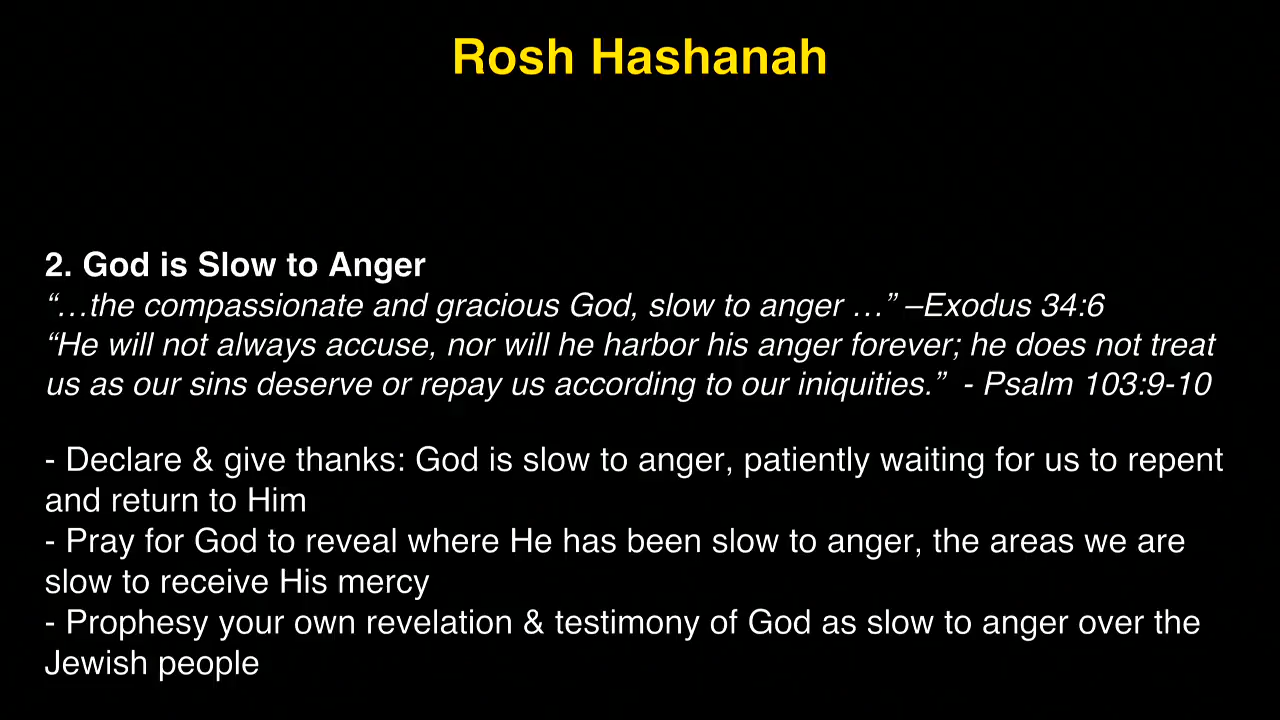 Rosh Hashanah
2. God is Slow to Anger
“…the compassionate and gracious God, slow to anger …” –Exodus 34:6
“He will not always accuse, nor will he harbor his anger forever; he does not treat
us as our sins deserve or repay us according to our iniquities.”  - Psalm 103:9-10
- Declare & give thanks: God is slow to anger, patiently waiting for us to repent
and return to Him
- Pray for God to reveal where He has been slow to anger, the areas we are
slow to receive His mercy
- Prophesy your own revelation & testimony of God as slow to anger over the
Jewish people